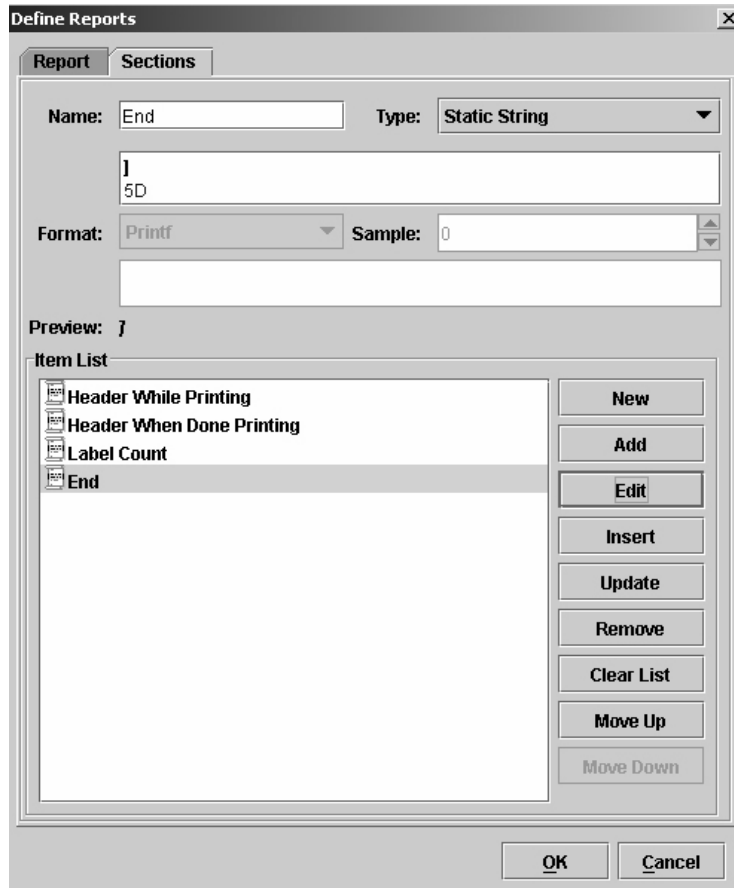 Define Reports
Report Sections
Name: End Type: Static String
]
5D
Format: Printf Sample: 0
Preview: ]
Item List
Header While Printing
Header When Done Printing
Label Count
End
New
Add
Edit
Insert
Update
Remove
Clear List
Move Up
Move Down
OK Cancel